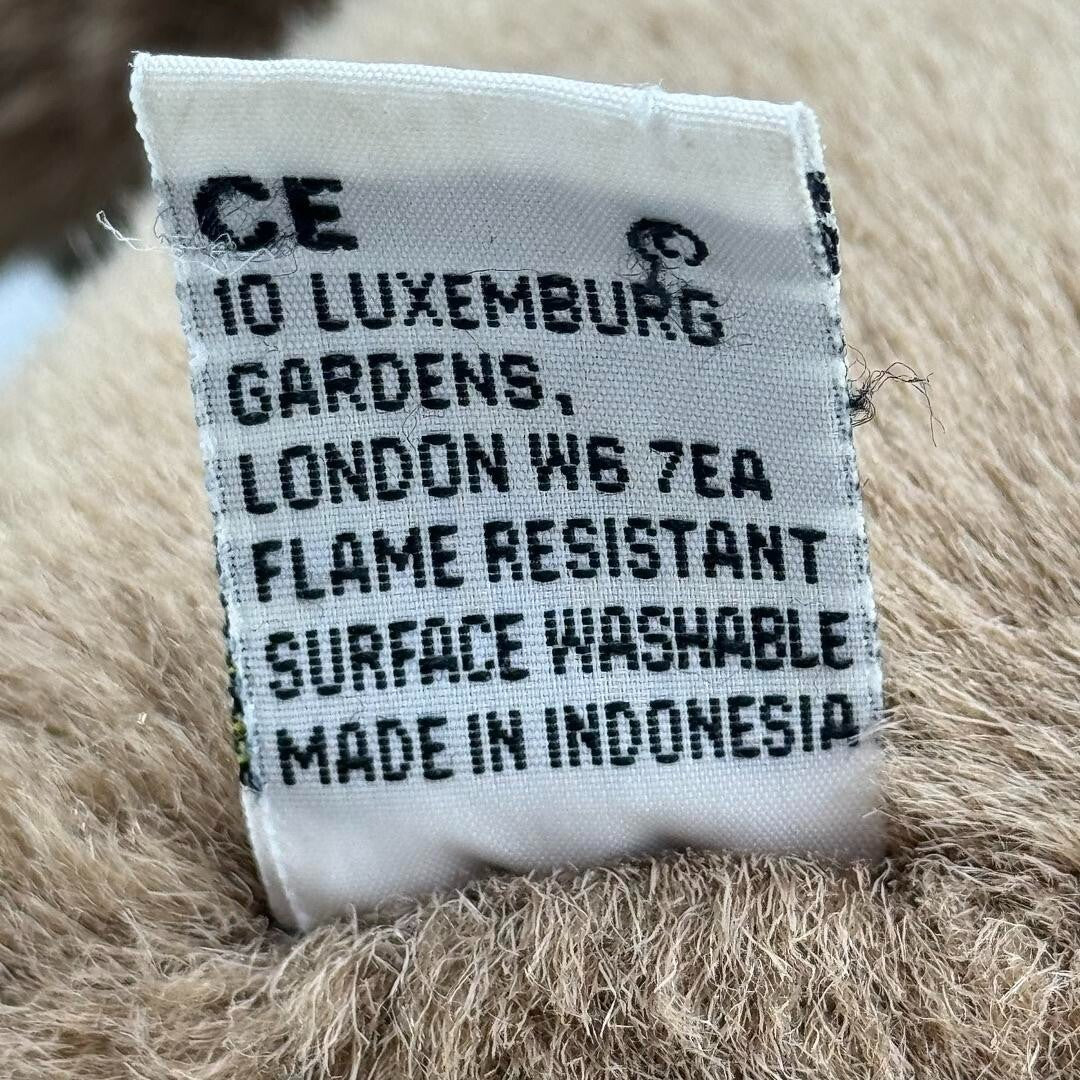 CE ©
10 LUXEMBURG
GARDENS,
LONDON W6 7EA
FLAME RESISTANT
SURFACE WASHABLE
MADE IN INDONESIA